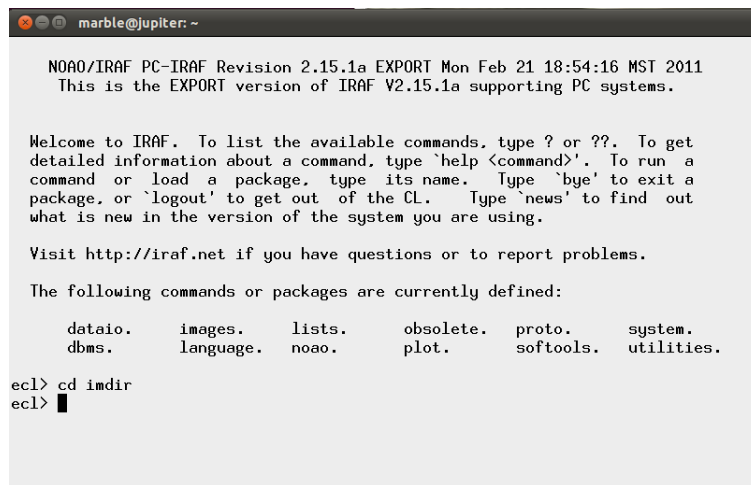 marble@jupiter: ~
NOAO/IRAF PC-IRAF Revision 2.15.1a EXPORT Mon Feb 21 18:54:16 MST 2011
This is the EXPORT version of IRAF V2.15.1a supporting PC systems.
Welcome to IRAF.  To list the available commands, type ? or ??.  To get
detailed information about a command, type `help <command>'.  To run  a
command  or  load  a  package,  type  its name.   Type  `bye' to exit a
package, or `logout' to get  out  of the CL.    Type `news' to find  out
what is new in the version of the system you are using.
Visit http://iraf.net if you have questions or to report problems.
The following commands or packages are currently defined:
dataio.     images.     lists.      obsolete.   proto.      system.
dbms.       language.   noao.       plot.       softools.   utilities.
ecl> cd imdir
ecl>